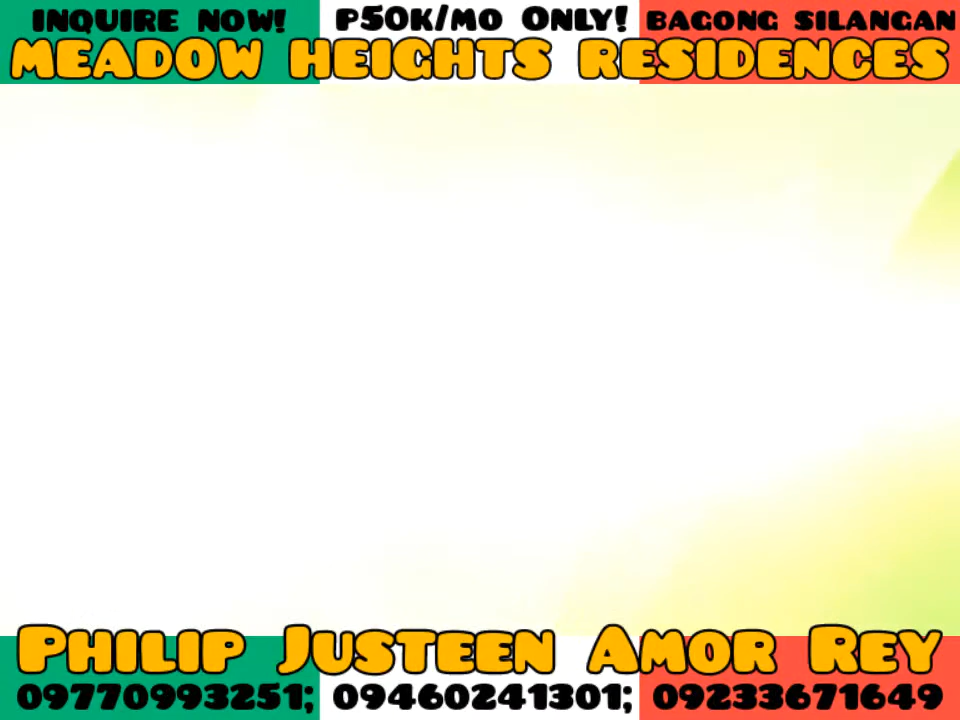 INQUIRE NOW! P50K/MO ONLY! BAGONG SILANGAN
MEADOW HEIGHTS RESIDENCES
PHILIP JUSTEEN AMOR REY
09770993251; 09460241301; 09233671649